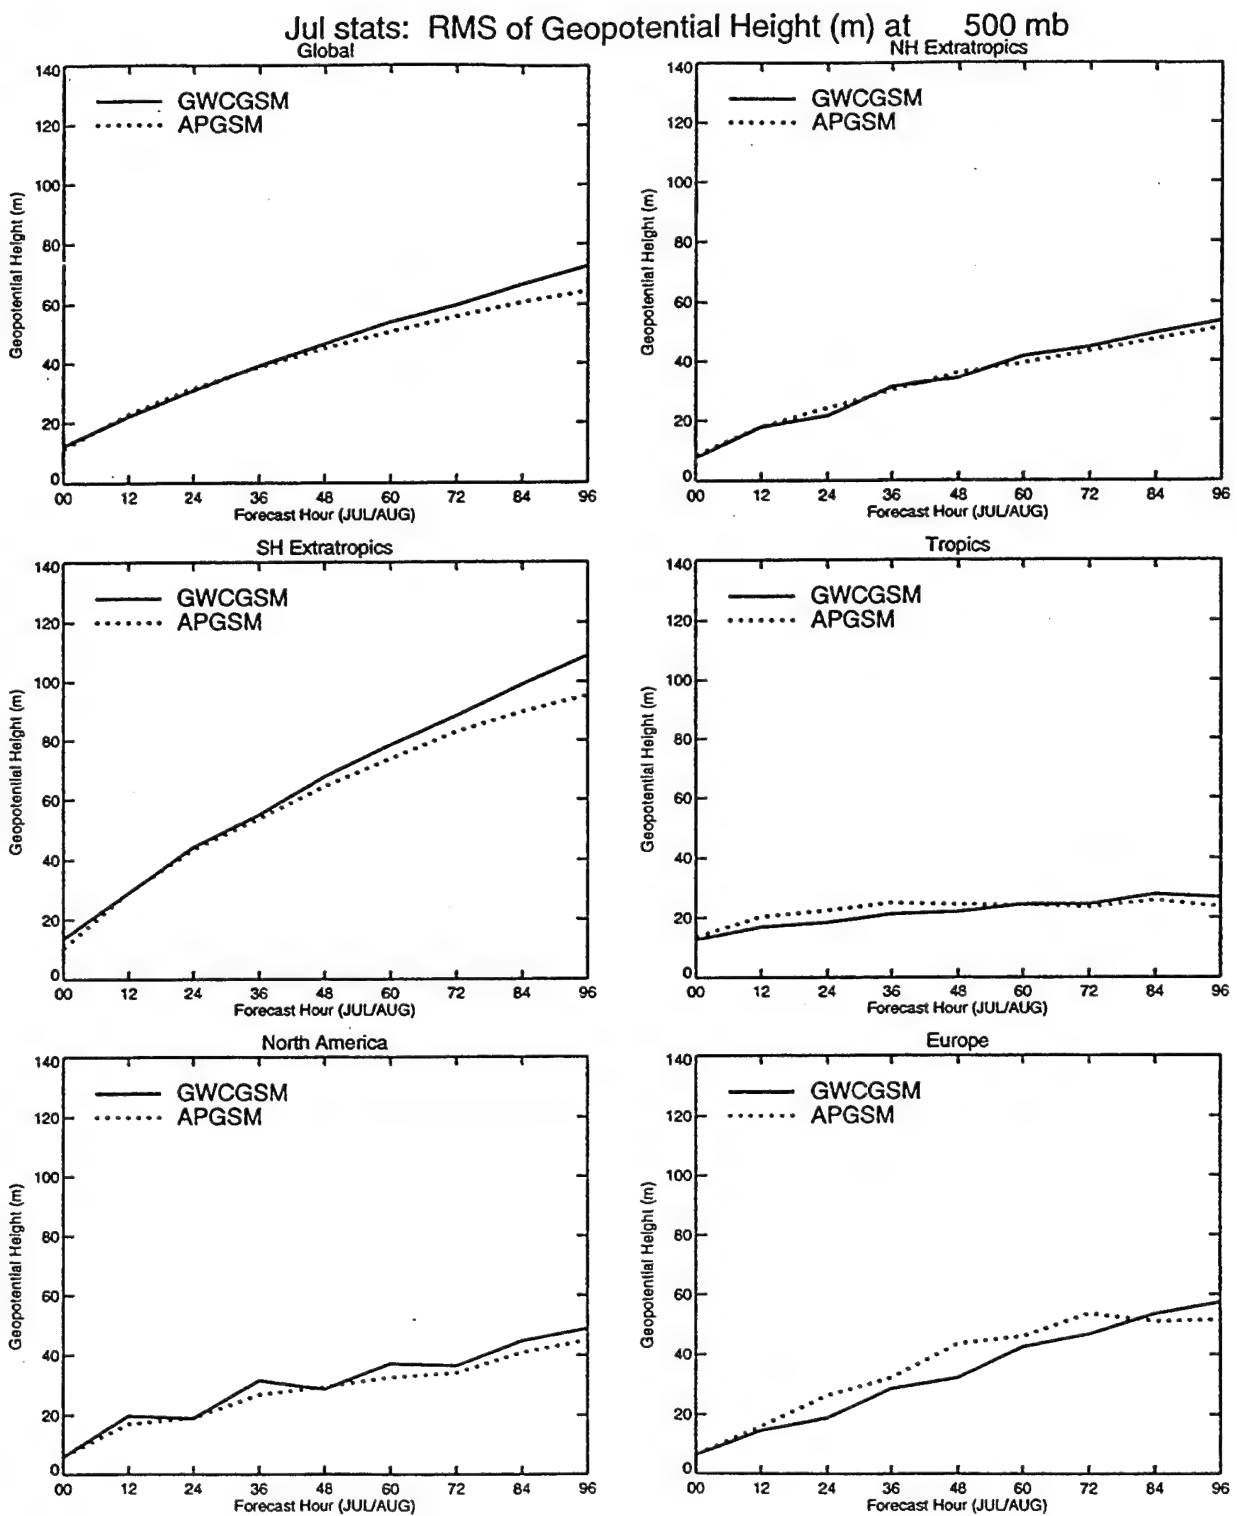 Jul stats: RMS of Geopotential Height (m) at 500 mb
Global
140
120
100
80
60
40
20
0
Geopotential Height (m)
GWCGSM
APGSM
00 12 24 36 48 60 72 84 96
Forecast Hour (JUL/AUG)
NH Extratropics
140
120
100
80
60
40
20
0
Geopotential Height (m)
GWCGSM
APGSM
00 12 24 36 48 60 72 84 96
Forecast Hour (JUL/AUG)
SH Extratropics
140
120
100
80
60
40
20
0
Geopotential Height (m)
GWCGSM
APGSM
00 12 24 36 48 60 72 84 96
Forecast Hour (JUL/AUG)
Tropics
140
120
100
80
60
40
20
0
Geopotential Height (m)
GWCGSM
APGSM
00 12 24 36 48 60 72 84 96
Forecast Hour (JUL/AUG)
North America
140
120
100
80
60
40
20
0
Geopotential Height (m)
GWCGSM
APGSM
00 12 24 36 48 60 72 84 96
Forecast Hour (JUL/AUG)
Europe
140
120
100
80
60
40
20
0
Geopotential Height (m)
GWCGSM
APGSM
00 12 24 36 48 60 72 84 96
Forecast Hour (JUL/AUG)